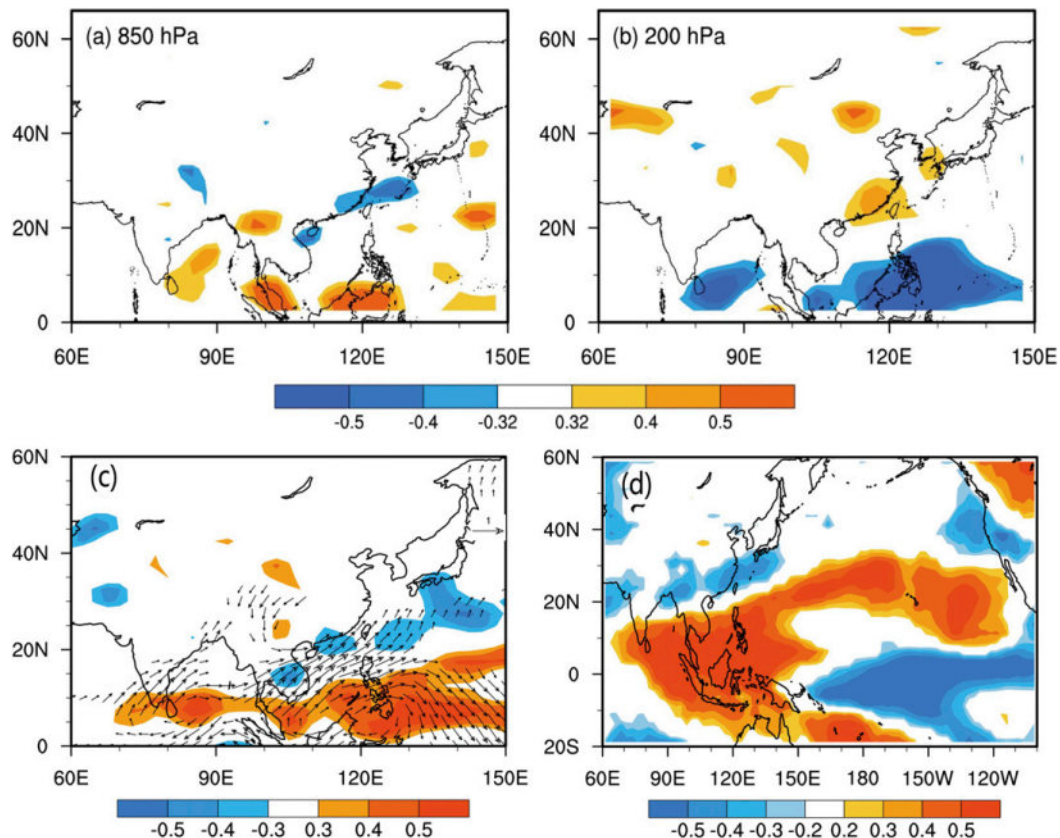 (a) 850 hPa
(b) 200 hPa
60N
40N
20N
0
60E
90E
120E
150E
60N
40N
20N
0
60E
90E
120E
150E
-0.5
-0.4
-0.32
0.32
0.4
0.5
(c)
(d)
1
60N
40N
20N
0
60E
90E
120E
150E
60N
40N
20N
0
20S
60E
90E
120E
150E
180
150W
120W
-0.5
-0.4
-0.3
0.3
0.4
0.5
-0.5
-0.4
-0.3
-0.2
0.2
0.3
0.4
0.5